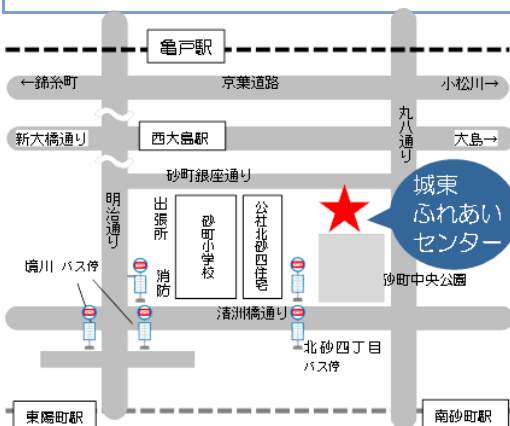 亀戸駅
←錦糸町
京葉道路
小松川→
丸八通り
新大橋通り
西大島駅
大島→
砂町銀座通り
城東
ふれあい
センター
明治通り
出張所
消防
砂町小学校
公社北砂四住宅
境川 バス停
砂町中央公園
清洲橋通り
北砂四丁目
バス停
東陽町駅
南砂町駅